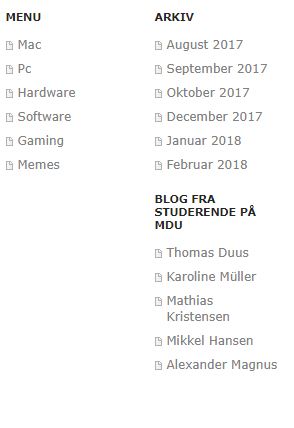 MENU
Mac
Pc
Hardware
Software
Gaming
Memes
ARKIV
August 2017
September 2017
Oktober 2017
December 2017
Januar 2018
Februar 2018
BLOG FRA
STUDERENDE PÅ
MDU
Thomas Duus
Karoline Müller
Mathias
Kristensen
Mikkel Hansen
Alexander Magnus